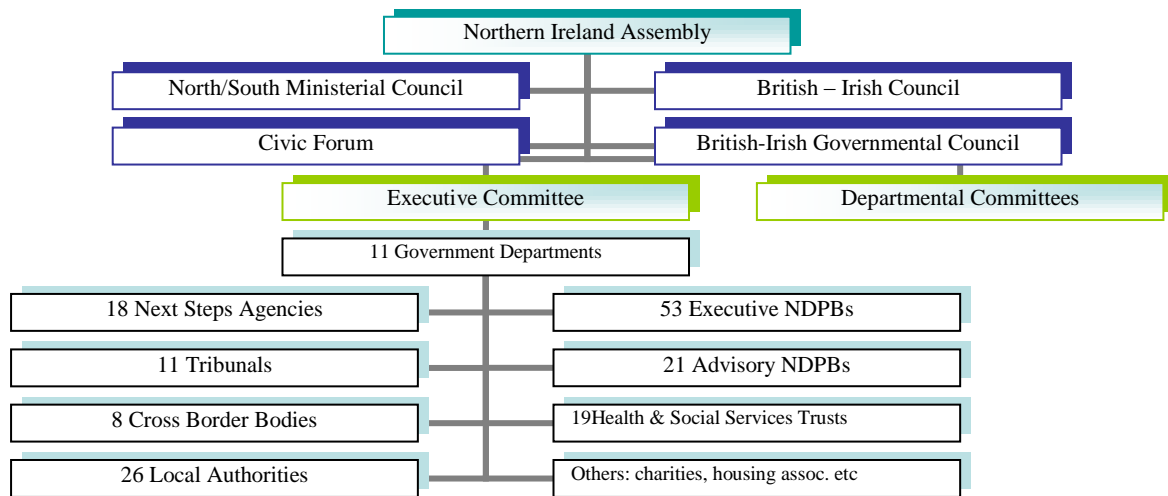 Northern Ireland Assembly
North/South Ministerial Council
British – Irish Council
Civic Forum
British-Irish Governmental Council
Executive Committee
Departmental Committees
11 Government Departments
18 Next Steps Agencies
53 Executive NDPBs
11 Tribunals
21 Advisory NDPBs
8 Cross Border Bodies
19Health & Social Services Trusts
26 Local Authorities
Others: charities, housing assoc. etc